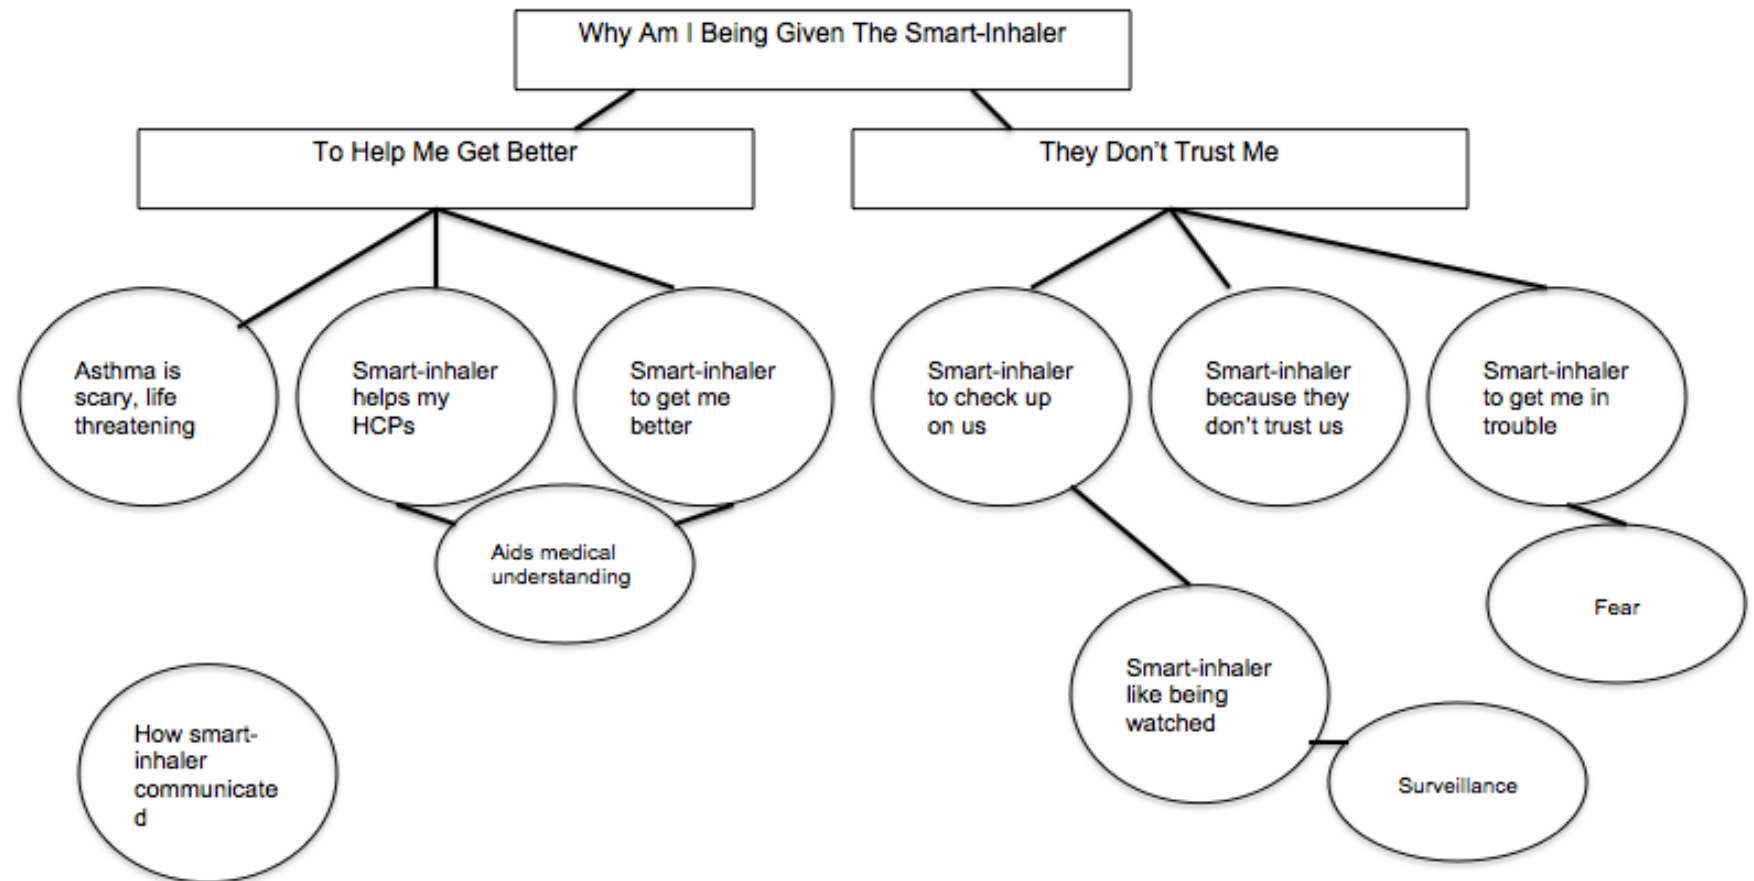 Why Am I Being Given The Smart-Inhaler
To Help Me Get Better
They Don't Trust Me
Asthma is
scary, life
threatening
Smart-inhaler
helps my
HCPs
Smart-inhaler
to get me
better
Smart-inhaler
to check up
on us
Smart-inhaler
because they
don't trust us
Smart-inhaler
to get me in
trouble
Aids medical
understanding
Fear
Smart-inhaler
like being
watched
How smart-
inhaler
communicate
d
Surveillance